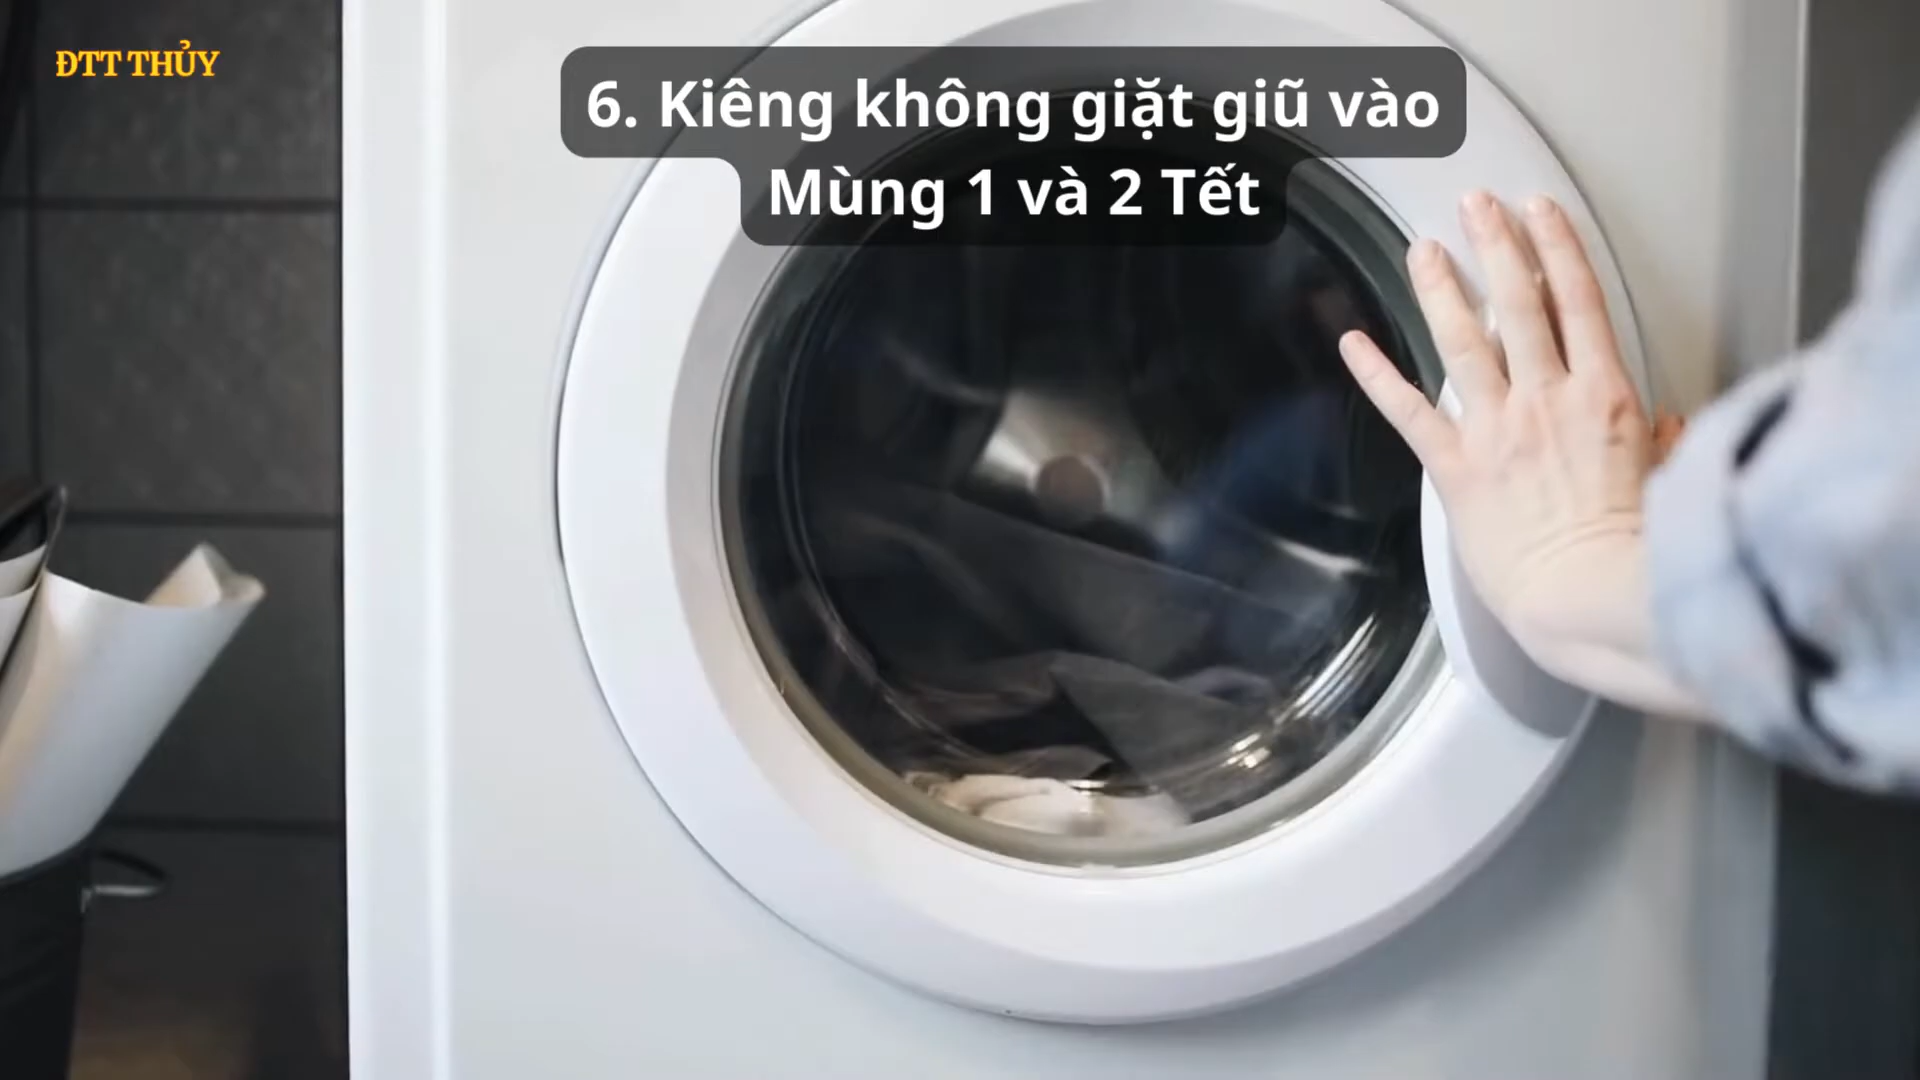 ĐTT THỦY
6. Kiêng không giặt giũ vào
Mùng 1 và 2 Tết